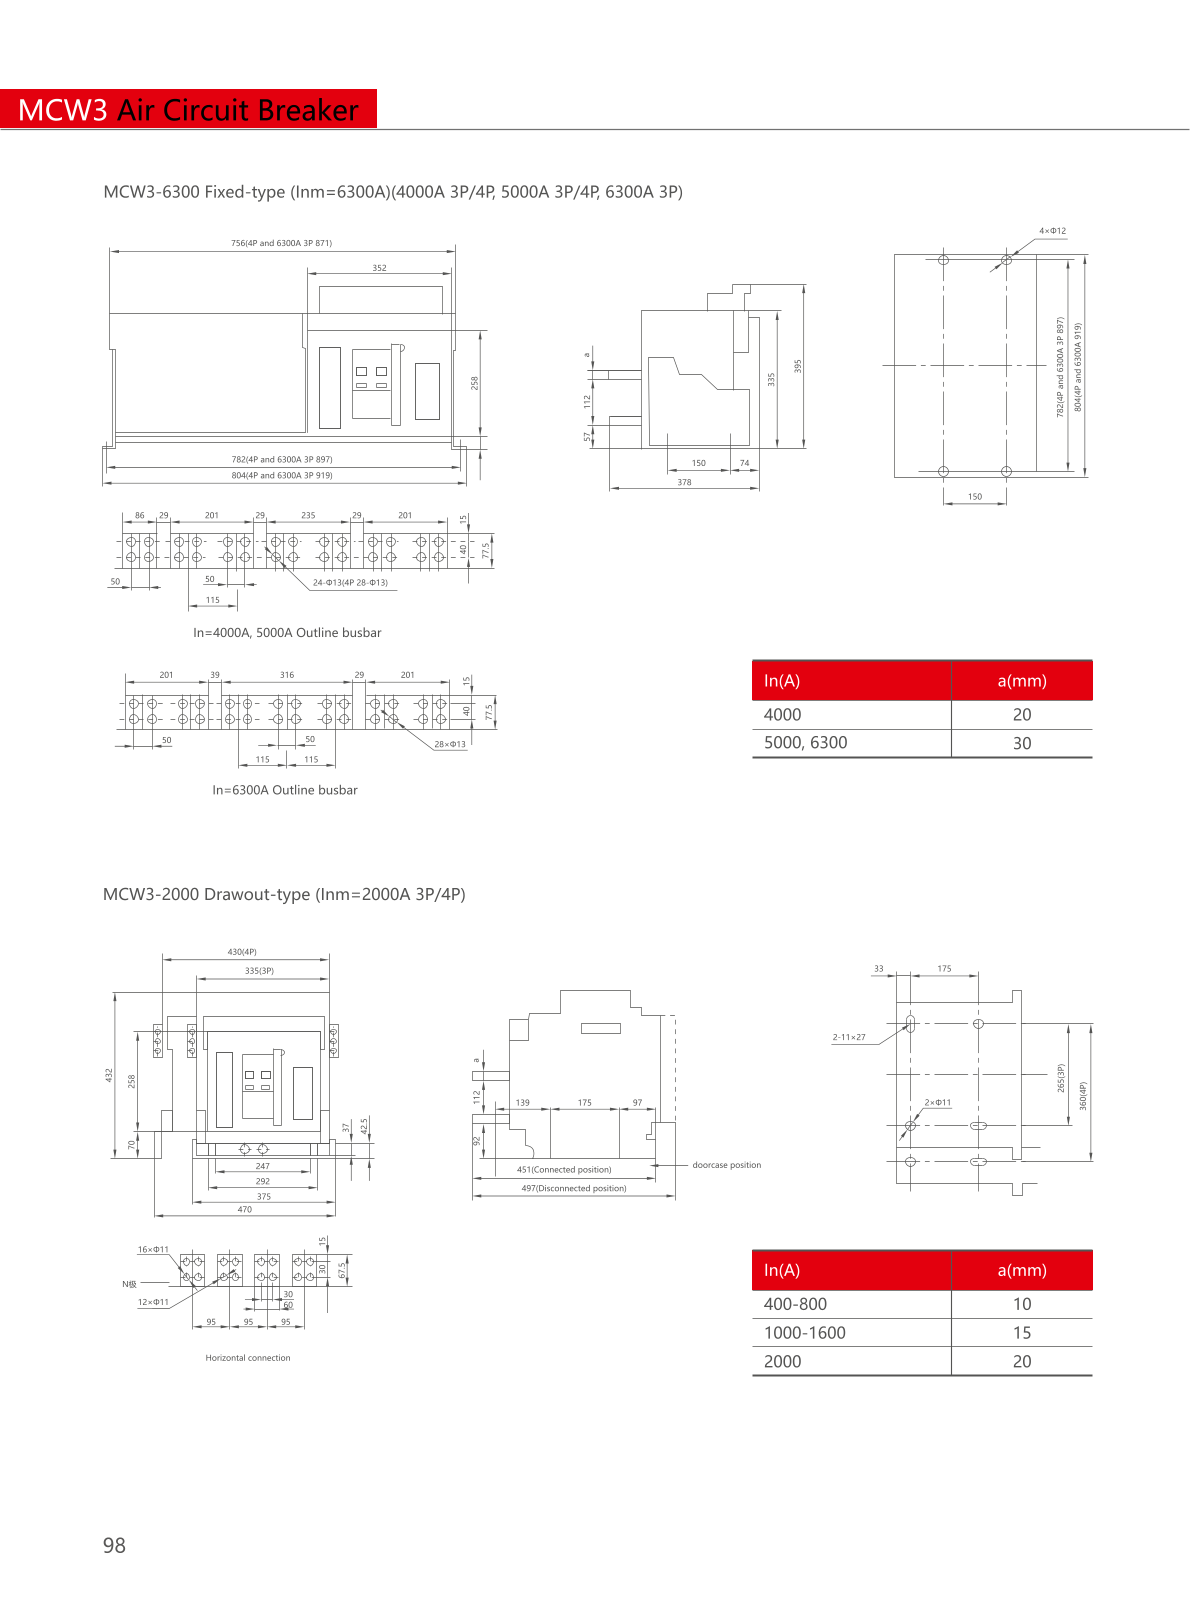 MCW3 Air Circuit Breaker
MCW3-6300 Fixed-type (Inm=6300A)(4000A 3P/4P, 5000A 3P/4P, 6300A 3P)
756(4P and 6300A 3P 871)
352
258
782(4P and 6300A 3P 897)
804(4P and 6300A 3P 919)
a
112
57
335
395
150
74
378
4×Φ12
782(4P and 6300A 3P 897)
804(4P and 6300A 919)
150
86 29 201 29 235 29 201
15
40
77.5
50
50
24-Φ13(4P 28-Φ13)
115
In=4000A, 5000A Outline busbar
201 39 316 29 201
15
40
77.5
50
50
28×Φ13
115 115
In=6300A Outline busbar
In(A) a(mm)
4000 20
5000, 6300 30
MCW3-2000 Drawout-type (Inm=2000A 3P/4P)
430(4P)
335(3P)
432
258
70
37
42.5
247
292
375
470
a
112
92
139 175 97
451(Connected position)
doorcase position
497(Disconnected position)
33 175
2-11×27
2×Φ11
265(3P)
360(4P)
16×Φ11
N极
12×Φ11
15
30
67.5
30
60
95 95 95
Horizontal connection
In(A) a(mm)
400-800 10
1000-1600 15
2000 20
98